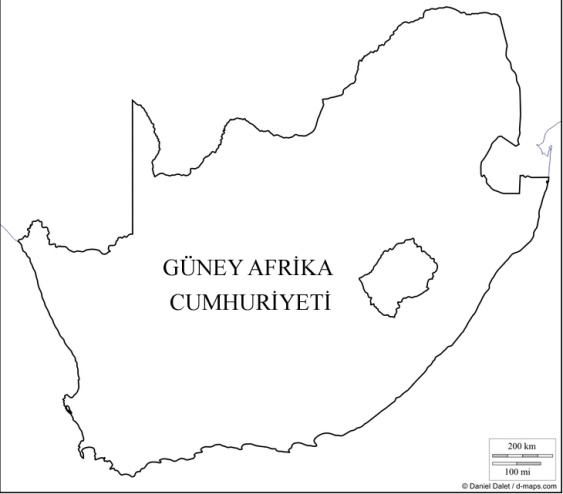 GÜNEY AFRİKA
CUMHURİYETİ
200 km
100 mi
© Daniel Dalet / d-maps.com